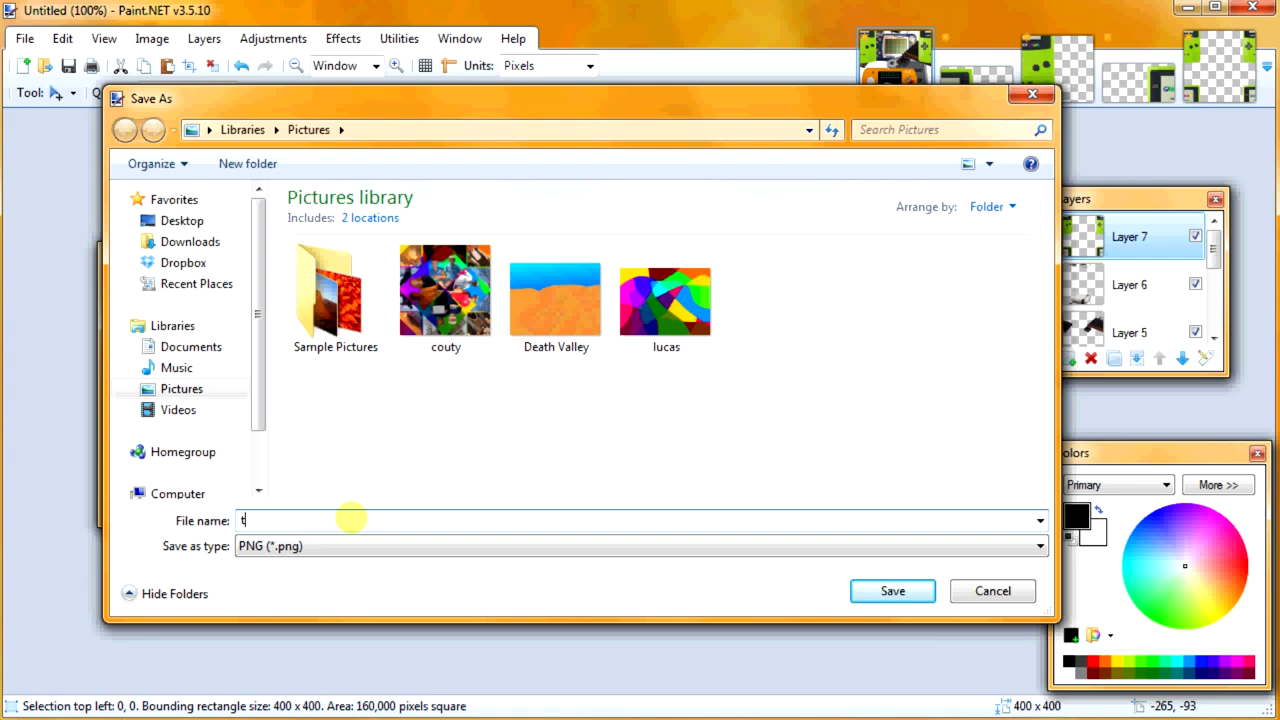 Untitled (100%) - Paint.NET v3.5.10
File Edit View Image Layers Adjustments Effects Utilities Window Help
Window Units: Pixels
Tool:
Save As
Libraries Pictures Search Pictures
Organize New folder
Pictures library
Includes: 2 locations
Arrange by: Folder
Favorites
Desktop
Downloads
Dropbox
Recent Places
Libraries
Documents
Music
Pictures
Videos
Homegroup
Computer
Sample Pictures
couty
Death Valley
lucas
File name: t
Save as type: PNG (*.png)
Hide Folders
Save Cancel
ayers
Layer 7
Layer 6
Layer 5
olors
Primary More >>
Selection top left: 0, 0. Bounding rectangle size: 400 x 400. Area: 160,000 pixels square
400 x 400
-265, -93